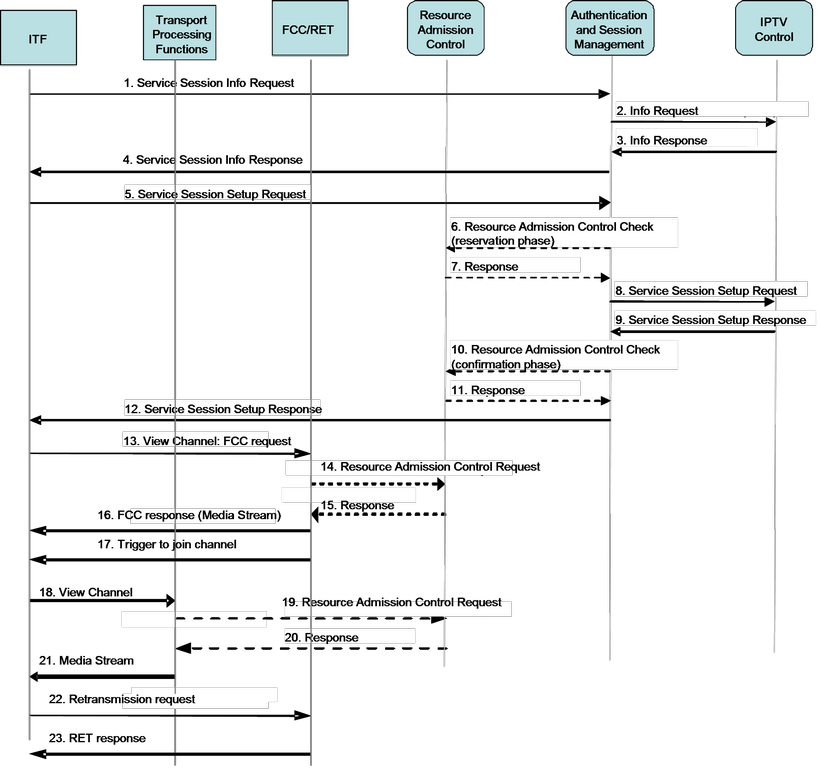 ITF
Transport
Processing
Functions
FCC/RET
Resource
Admission
Control
Authentication
and Session
Management
IPTV
Control
1. Service Session Info Request
2. Info Request
3. Info Response
4. Service Session Info Response
5. Service Session Setup Request
6. Resource Admission Control Check
(reservation phase)
7. Response
8. Service Session Setup Request
9. Service Session Setup Response
10. Resource Admission Control Check
(confirmation phase)
11. Response
12. Service Session Setup Response
13. View Channel: FCC request
14. Resource Admission Control Request
15. Response
16. FCC response (Media Stream)
17. Trigger to join channel
18. View Channel
19. Resource Admission Control Request
20. Response
21. Media Stream
22. Retransmission request
23. RET response